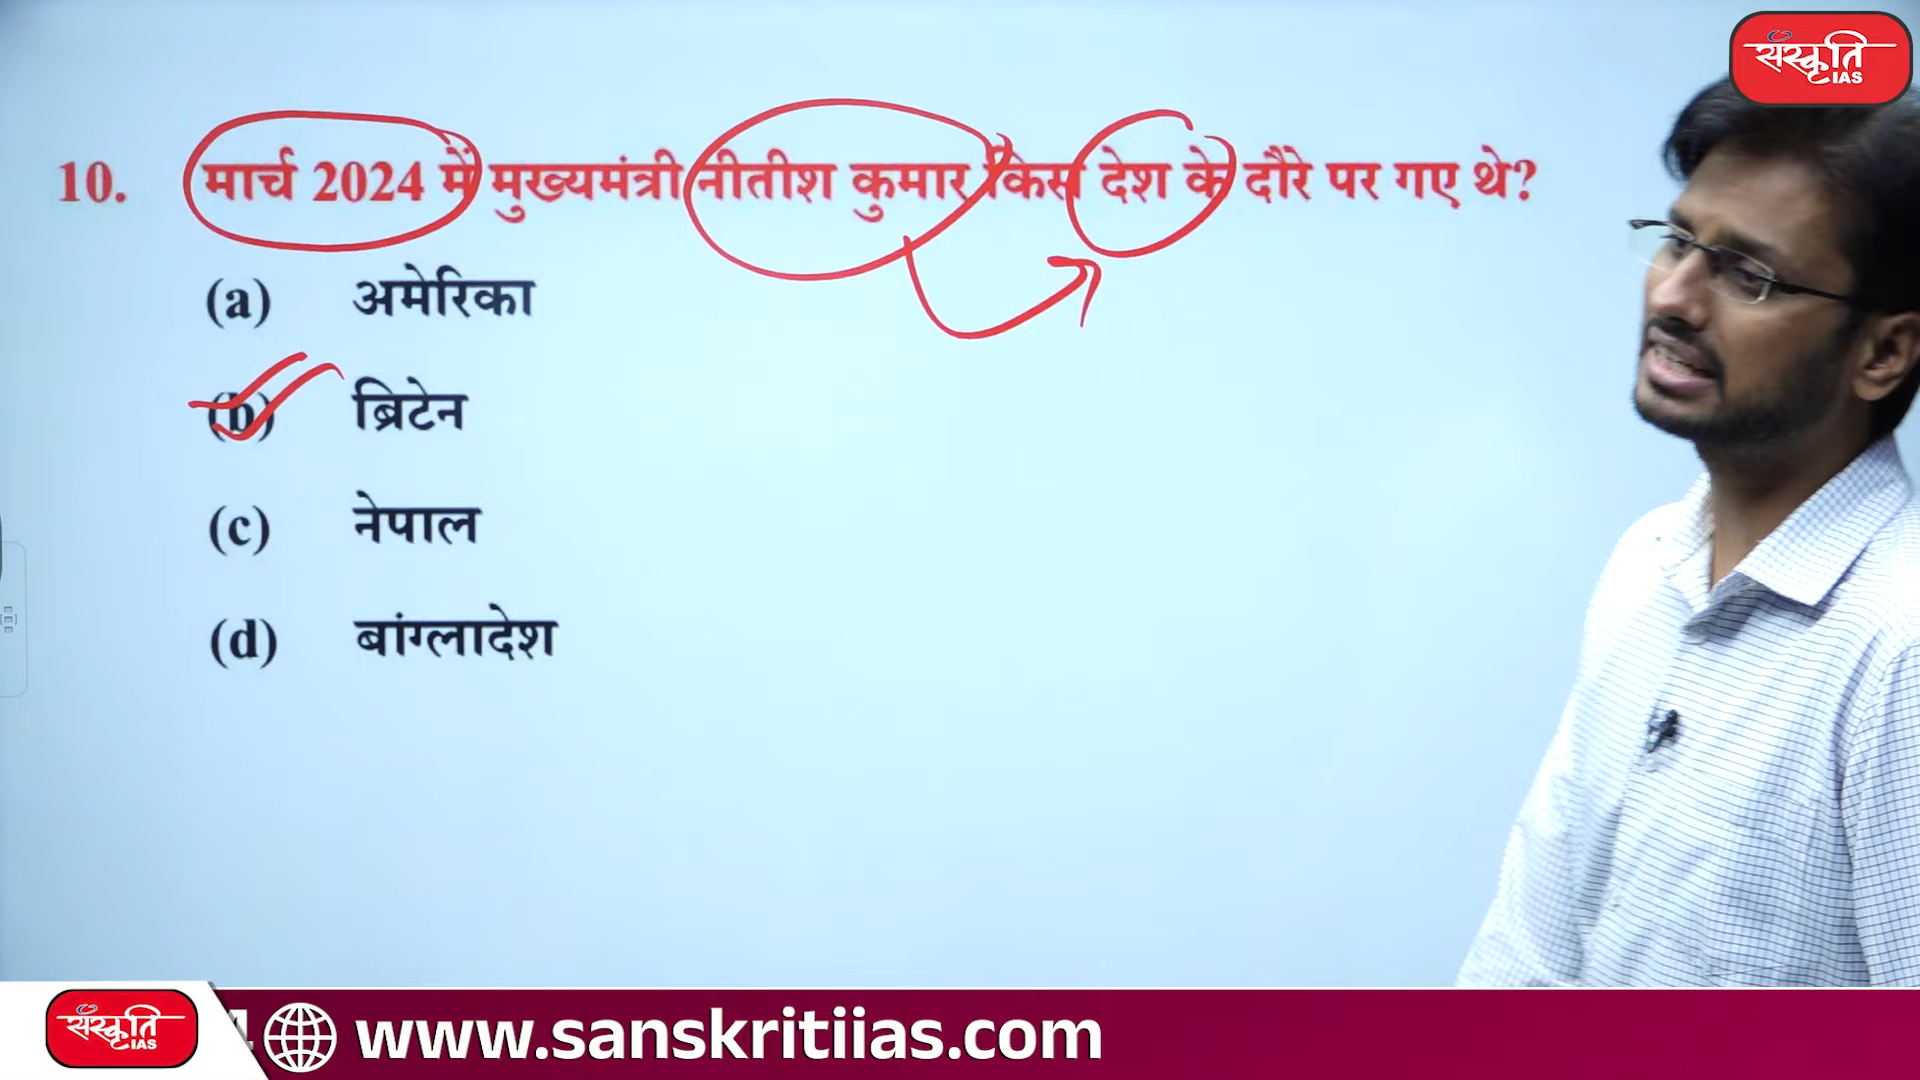 संस्कृति
IAS
10. मार्च 2024 में मुख्यमंत्री नीतीश कुमार किस देश के दौरे पर गए थे?
(a) अमेरिका
(b) ब्रिटेन
(c) नेपाल
(d) बांग्लादेश
संस्कृति
IAS
www.sanskritiias.com